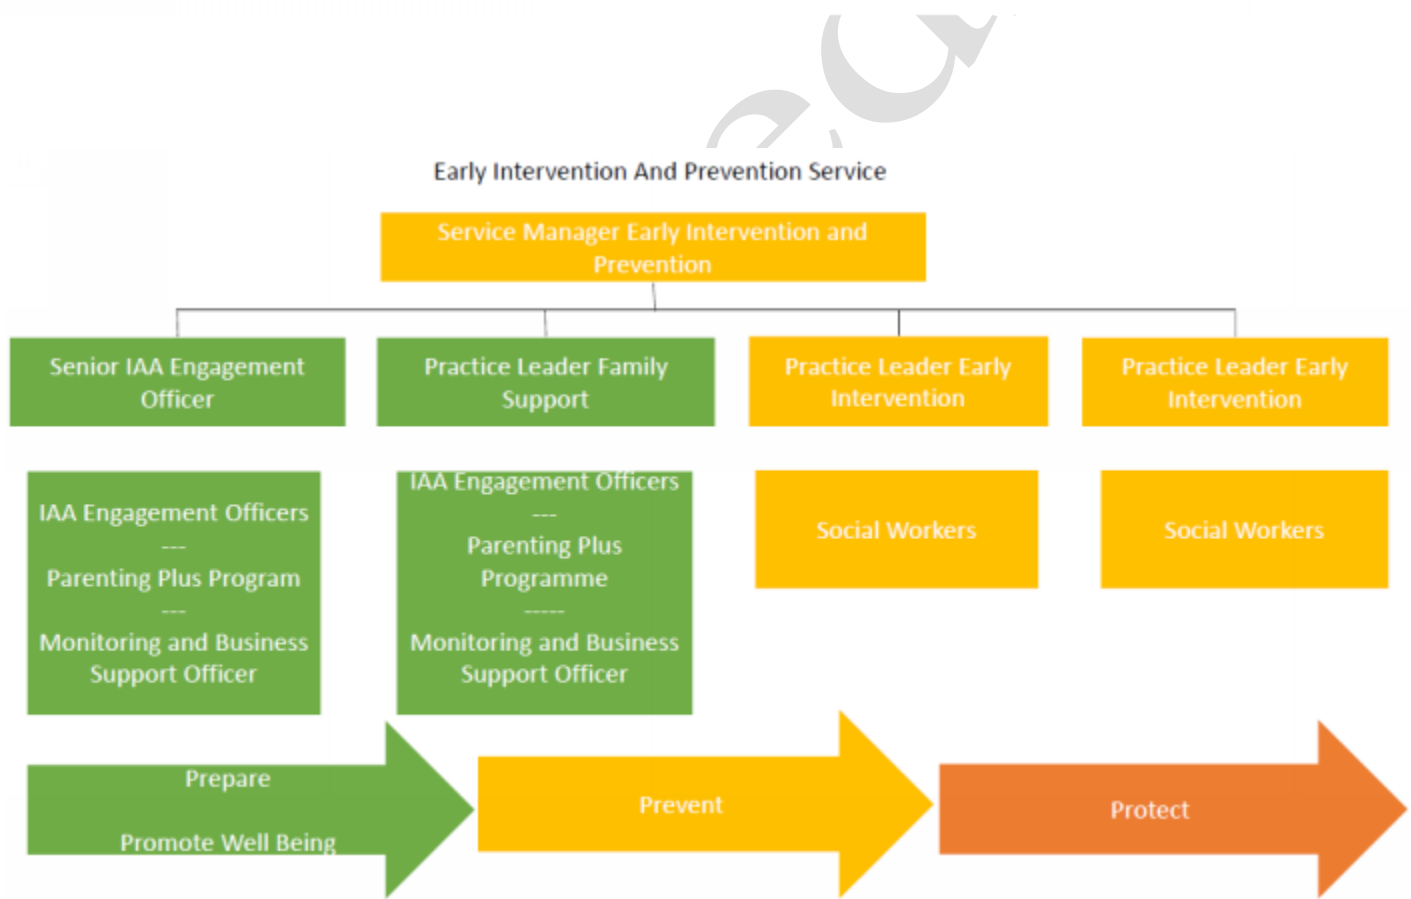 Early Intervention And Prevention Service
Service Manager Early Intervention and
Prevention
Senior IAA Engagement
Officer
Practice Leader Family
Support
Practice Leader Early
Intervention
Practice Leader Early
Intervention
IAA Engagement Officers
---
Parenting Plus Program
---
Monitoring and Business
Support Officer
IAA Engagement Officers
---
Parenting Plus
Programme
-----
Monitoring and Business
Support Officer
Social Workers
Social Workers
Prepare
Promote Well Being
Prevent
Protect